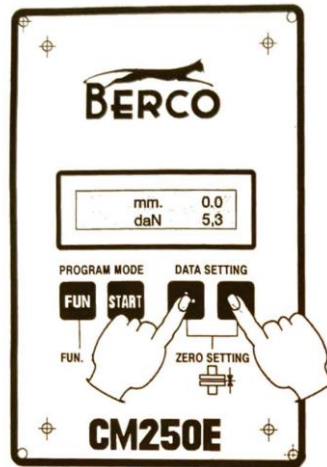 BERCO
mm. 0.0
daN 5,3
PROGRAM MODE DATA SETTING
FUN START
FUN. ZERO SETTING
CM250E